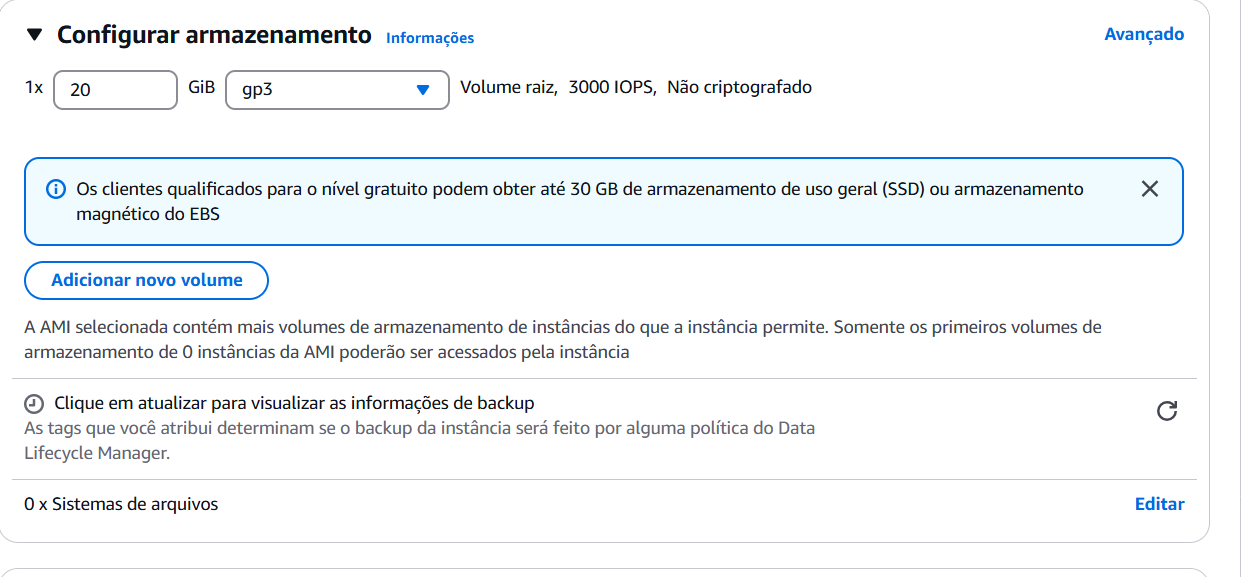 Configurar armazenamento Informações Avançado
1x 20 GiB gp3 Volume raiz, 3000 IOPS, Não criptografado
Os clientes qualificados para o nível gratuito podem obter até 30 GB de armazenamento de uso geral (SSD) ou armazenamento
magnético do EBS
Adicionar novo volume
A AMI selecionada contém mais volumes de armazenamento de instâncias do que a instância permite. Somente os primeiros volumes de
armazenamento de 0 instâncias da AMI poderão ser acessados pela instância
Clique em atualizar para visualizar as informações de backup
As tags que você atribui determinam se o backup da instância será feito por alguma política do Data
Lifecycle Manager.
0 x Sistemas de arquivos Editar